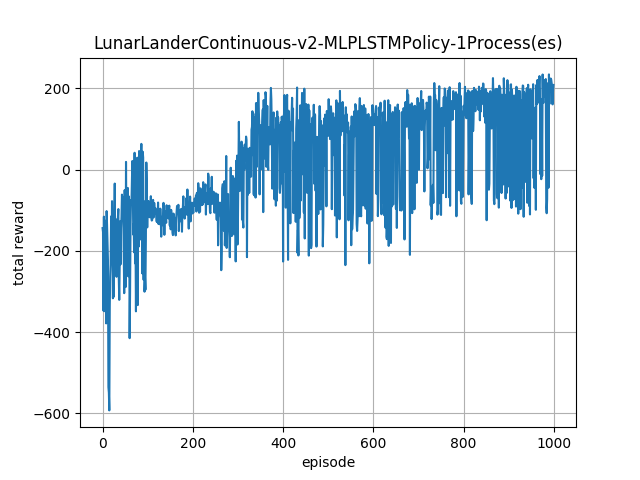 LunarLanderContinuous-v2-MLPLSTMPolicy-1Process(es)
200
0
−200
−400
−600
total reward
0 200 400 600 800 1000
episode